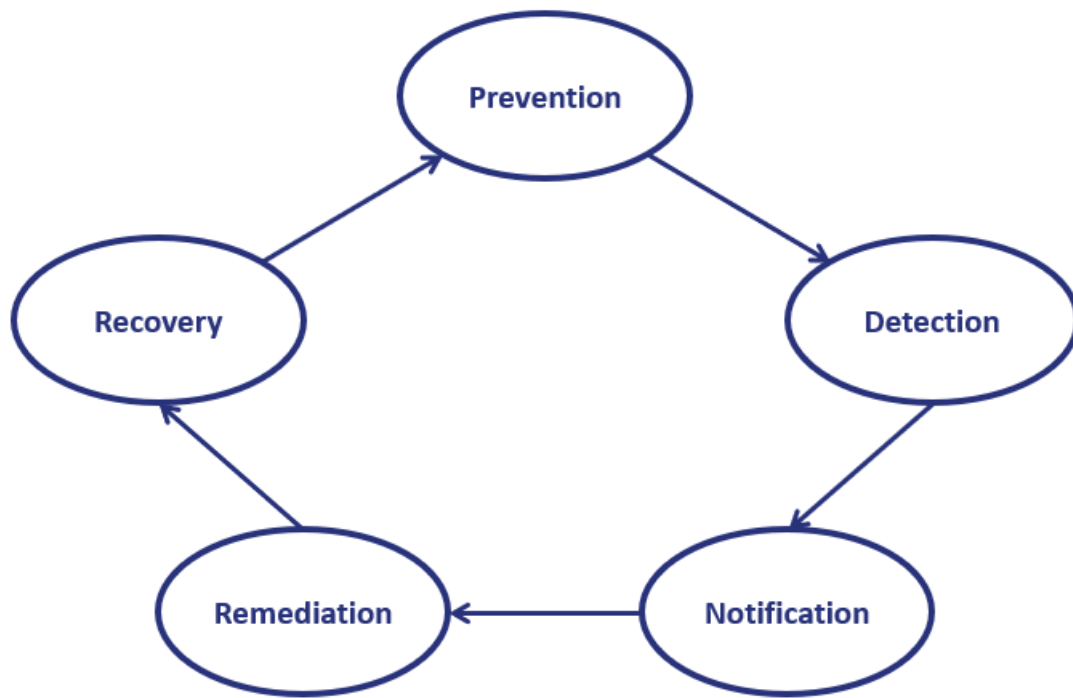 Prevention
Detection
Notification
Remediation
Recovery